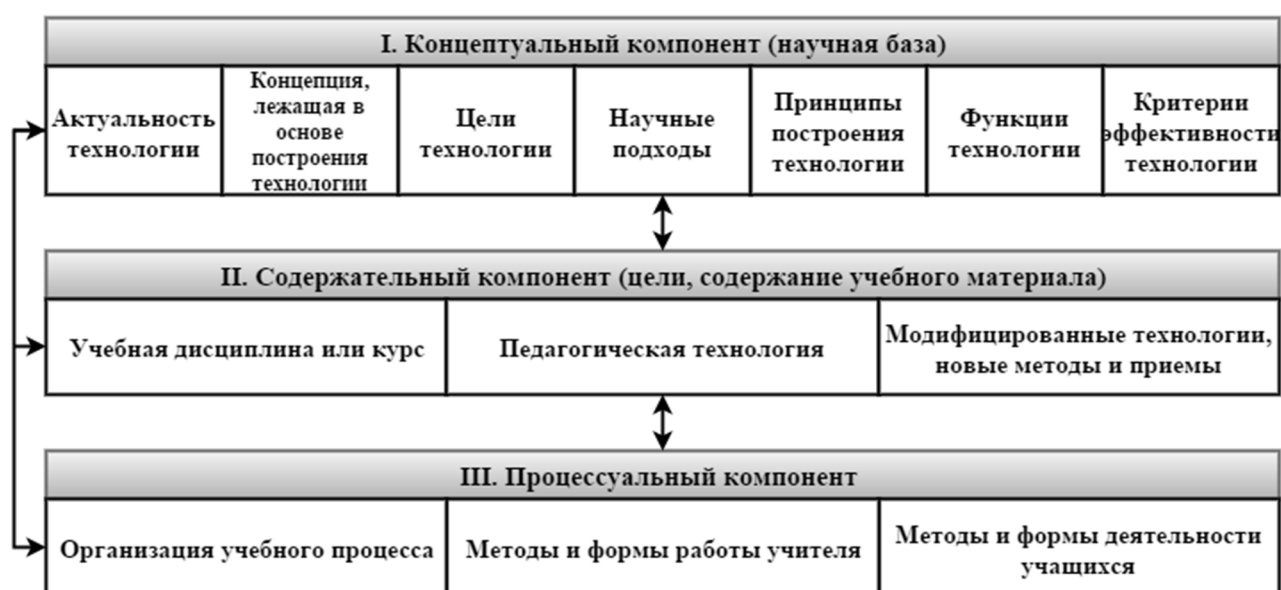 I. Концептуальный компонент (научная база)
Актуальность
технологии
Концепция,
лежащая в
основе
построения
технологии
Цели
технологии
Научные
подходы
Принципы
построения
технологии
Функции
технологии
Критерии
эффективности
технологии
II. Содержательный компонент (цели, содержание учебного материала)
Учебная дисциплина или курс
Педагогическая технология
Модифицированные технологии,
новые методы и приемы
III. Процессуальный компонент
Организация учебного процесса
Методы и формы работы учителя
Методы и формы деятельности
учащихся